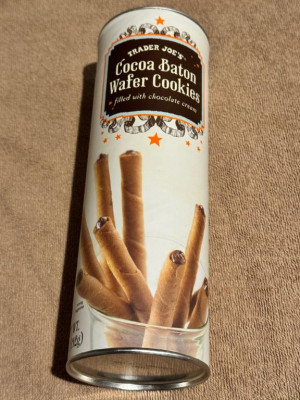 TRADER JOE'S
Cocoa Baton
Wafer Cookies
filled with chocolate cream